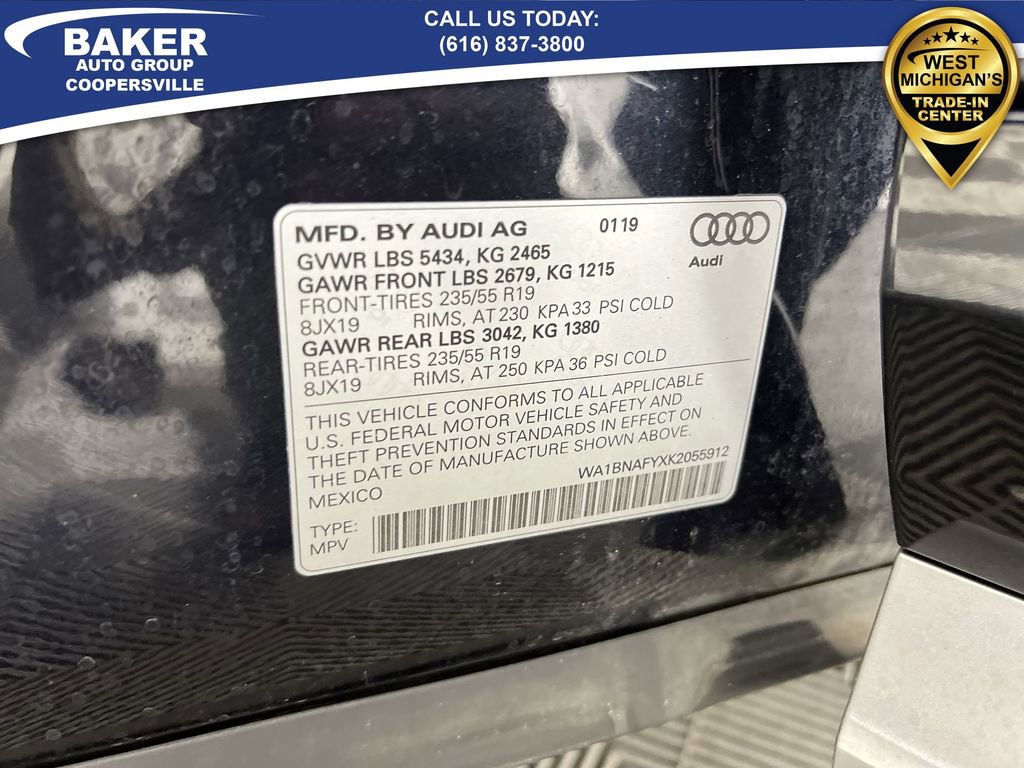 BAKER
AUTO GROUP
COOPERSVILLE
CALL US TODAY:
(616) 837-3800
WEST
MICHIGAN'S
TRADE-IN
CENTER
MFD. BY AUDI AG 0119
Audi
GVWR LBS 5434, KG 2465
GAWR FRONT LBS 2679, KG 1215
FRONT-TIRES 235/55 R19
8JX19 RIMS, AT 230 KPA 33 PSI COLD
GAWR REAR LBS 3042, KG 1380
REAR-TIRES 235/55 R19
8JX19 RIMS, AT 250 KPA 36 PSI COLD
THIS VEHICLE CONFORMS TO ALL APPLICABLE
U.S. FEDERAL MOTOR VEHICLE SAFETY AND
THEFT PREVENTION STANDARDS IN EFFECT ON
THE DATE OF MANUFACTURE SHOWN ABOVE.
MEXICO WA1BNAFYXK2055912
TYPE:
MPV